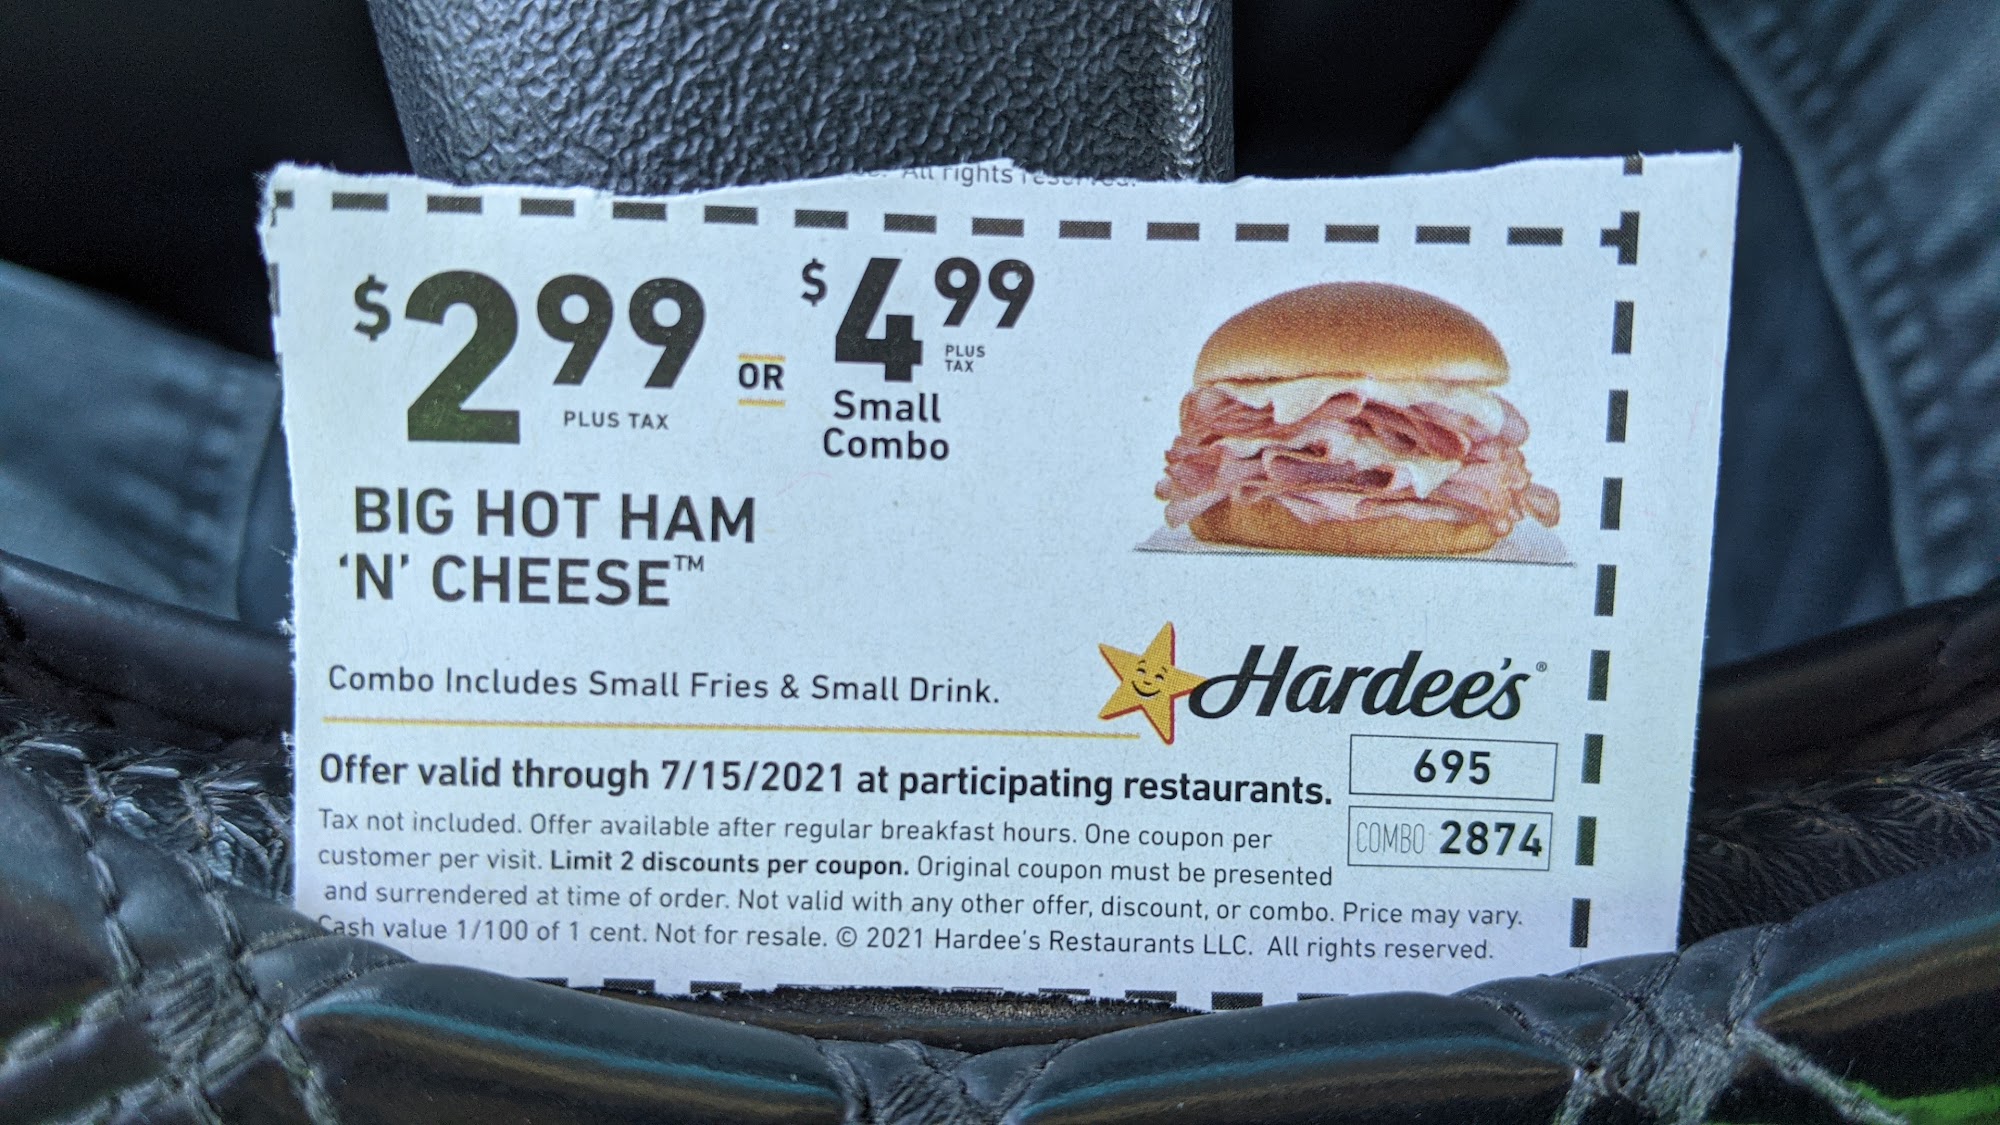 All rights reserved.
$2.99 OR $4.99
PLUS TAX
PLUS TAX
Small
Combo
BIG HOT HAM
‘N’ CHEESE™
Combo Includes Small Fries & Small Drink.
Hardee's®
Offer valid through 7/15/2021 at participating restaurants.
695
COMBO 2874
Tax not included. Offer available after regular breakfast hours. One coupon per
customer per visit. Limit 2 discounts per coupon. Original coupon must be presented
and surrendered at time of order. Not valid with any other offer, discount, or combo. Price may vary.
Cash value 1/100 of 1 cent. Not for resale. © 2021 Hardee's Restaurants LLC. All rights reserved.